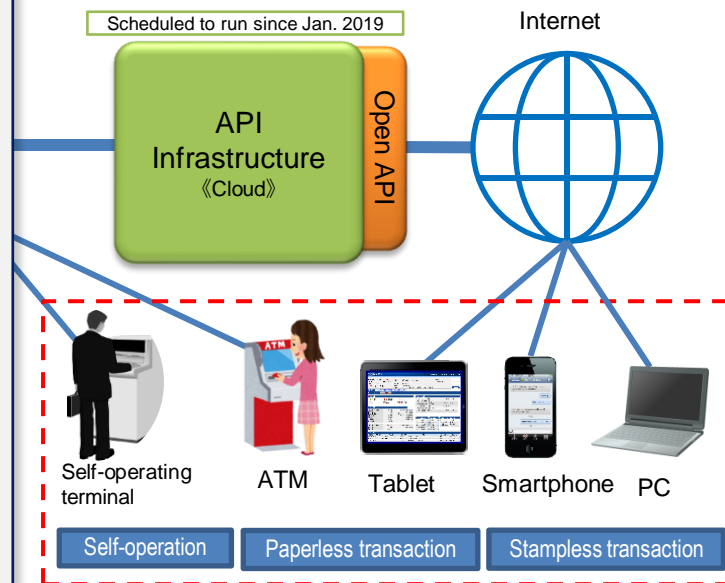 Scheduled to run since Jan. 2019
Internet
API
Infrastructure
《Cloud》
Open API
ATM
Self-operating
terminal
ATM
Tablet
Smartphone
PC
Self-operation
Paperless transaction
Stampless transaction